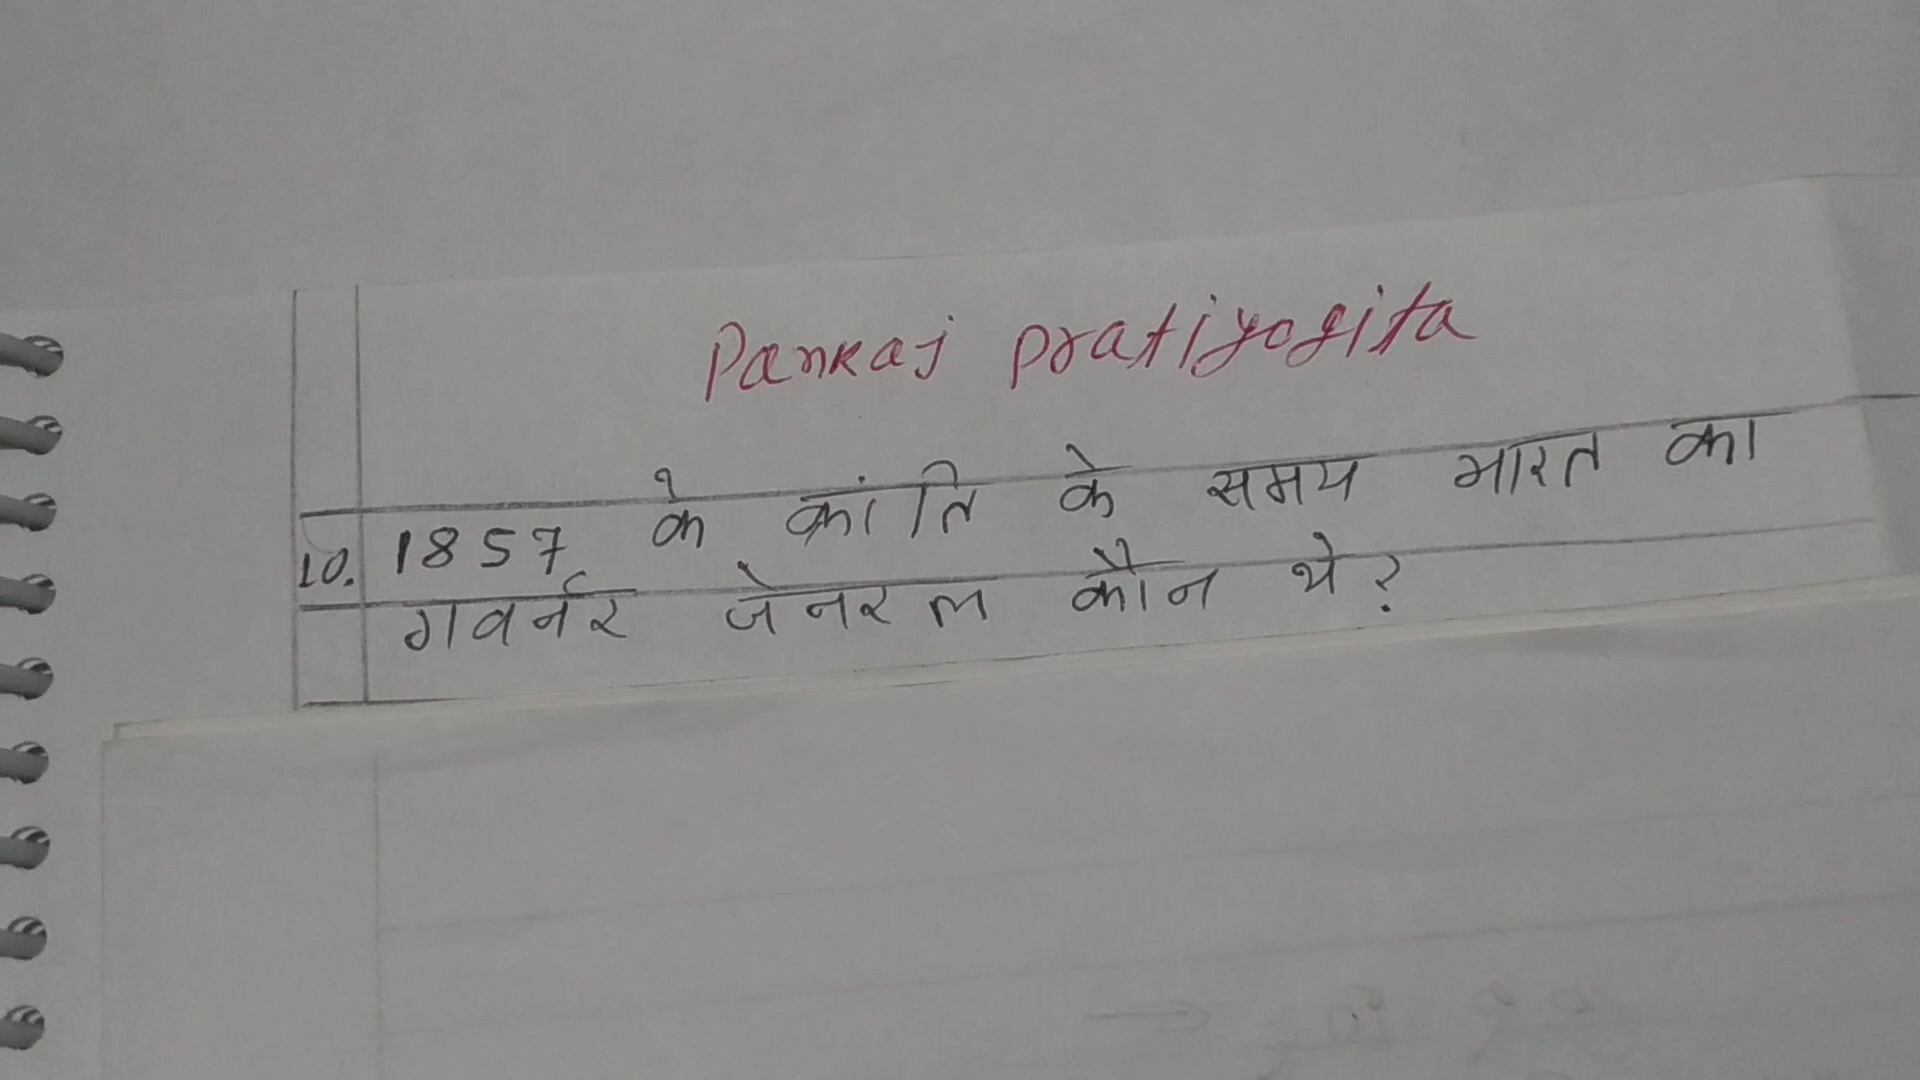 Pankaj pratiyogita
10. 1857 के क्रांति के समय भारत का
गवर्नर जेनरल कौन थे?